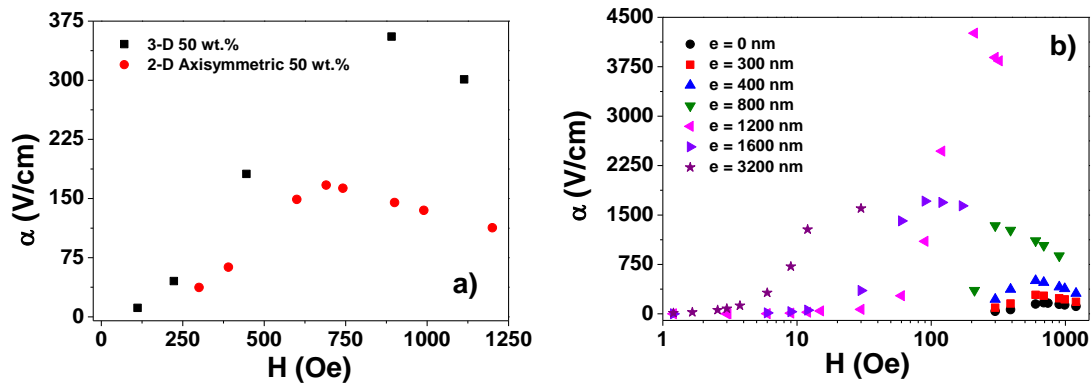 375
300
225
150
75
0
α (V/cm)
3-D 50 wt.%
2-D Axisymmetric 50 wt.%
a)
0 250 500 750 1000 1250
H (Oe)
4500
3750
3000
2250
1500
750
0
α (V/cm)
e = 0 nm
e = 300 nm
e = 400 nm
e = 800 nm
e = 1200 nm
e = 1600 nm
e = 3200 nm
b)
1 10 100 1000
H (Oe)